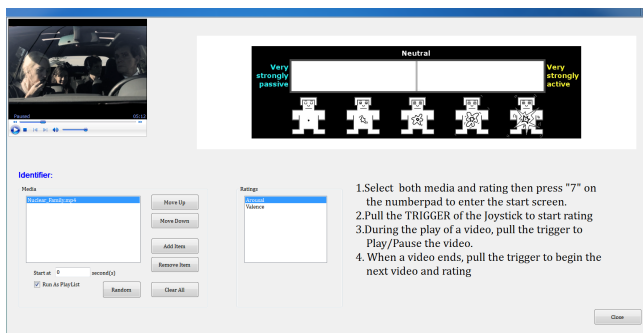 Neutral
Very
strongly
passive
Very
strongly
active
Paused
05:12
Identifier:
Media
Nuclear_Family.mp4
Move Up
Move Down
Add Item
Remove Item
Clear All
Start at 0 second(s)
Run As PlayList
Random
Ratings
Arousal
Valence
1.Select both media and rating then press "7" on
the numberpad to enter the start screen.
2.Pull the TRIGGER of the Joystick to start rating
3.During the play of a video, pull the trigger to
Play/Pause the video.
4. When a video ends, pull the trigger to begin the
next video and rating
Close